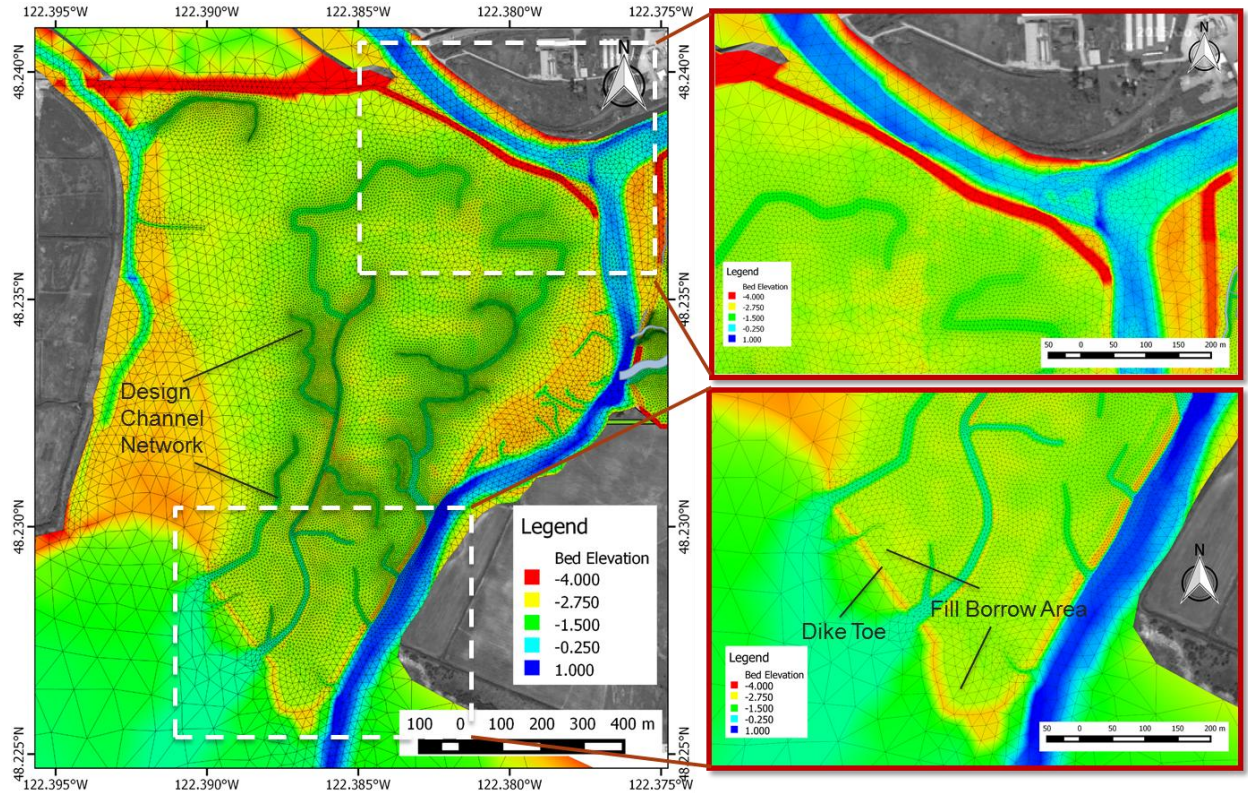 122.395°W 122.390°W 122.385°W 122.380°W 122.375°W
48.240°N
48.240°N
48.235°N
48.235°N
48.230°N
48.230°N
48.225°N
48.225°N
N
Design
Channel
Network
Legend
Bed Elevation
-4.000
-2.750
-1.500
-0.250
1.000
100 0 100 200 300 400 m
122.395°W 122.390°W 122.385°W 122.380°W 122.375°W
N
Legend
Bed Elevation
-4.000
-2.750
-1.500
-0.250
1.000
50 0 50 100 150 200 m
N
Fill Borrow Area
Dike Toe
Legend
Bed Elevation
-4.000
-2.750
-1.500
-0.250
1.000
50 0 50 100 150 200 m